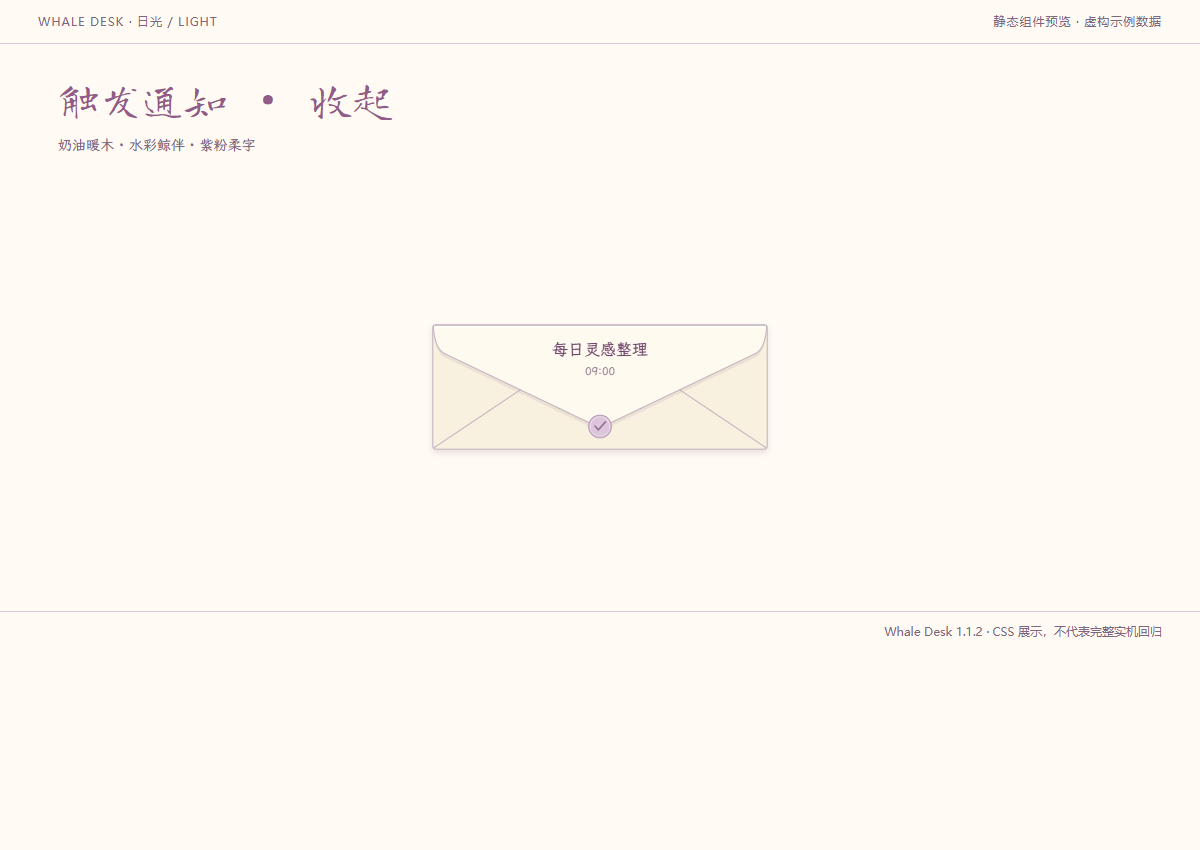 WHALE DESK · 日光 / LIGHT
静态组件预览 · 虚构示例数据
触发通知 · 收起
奶油暖木·水彩鲸伴·紫粉柔字
每日灵感整理
09:00
Whale Desk 1.1.2 · CSS 展示，不代表完整实机回归